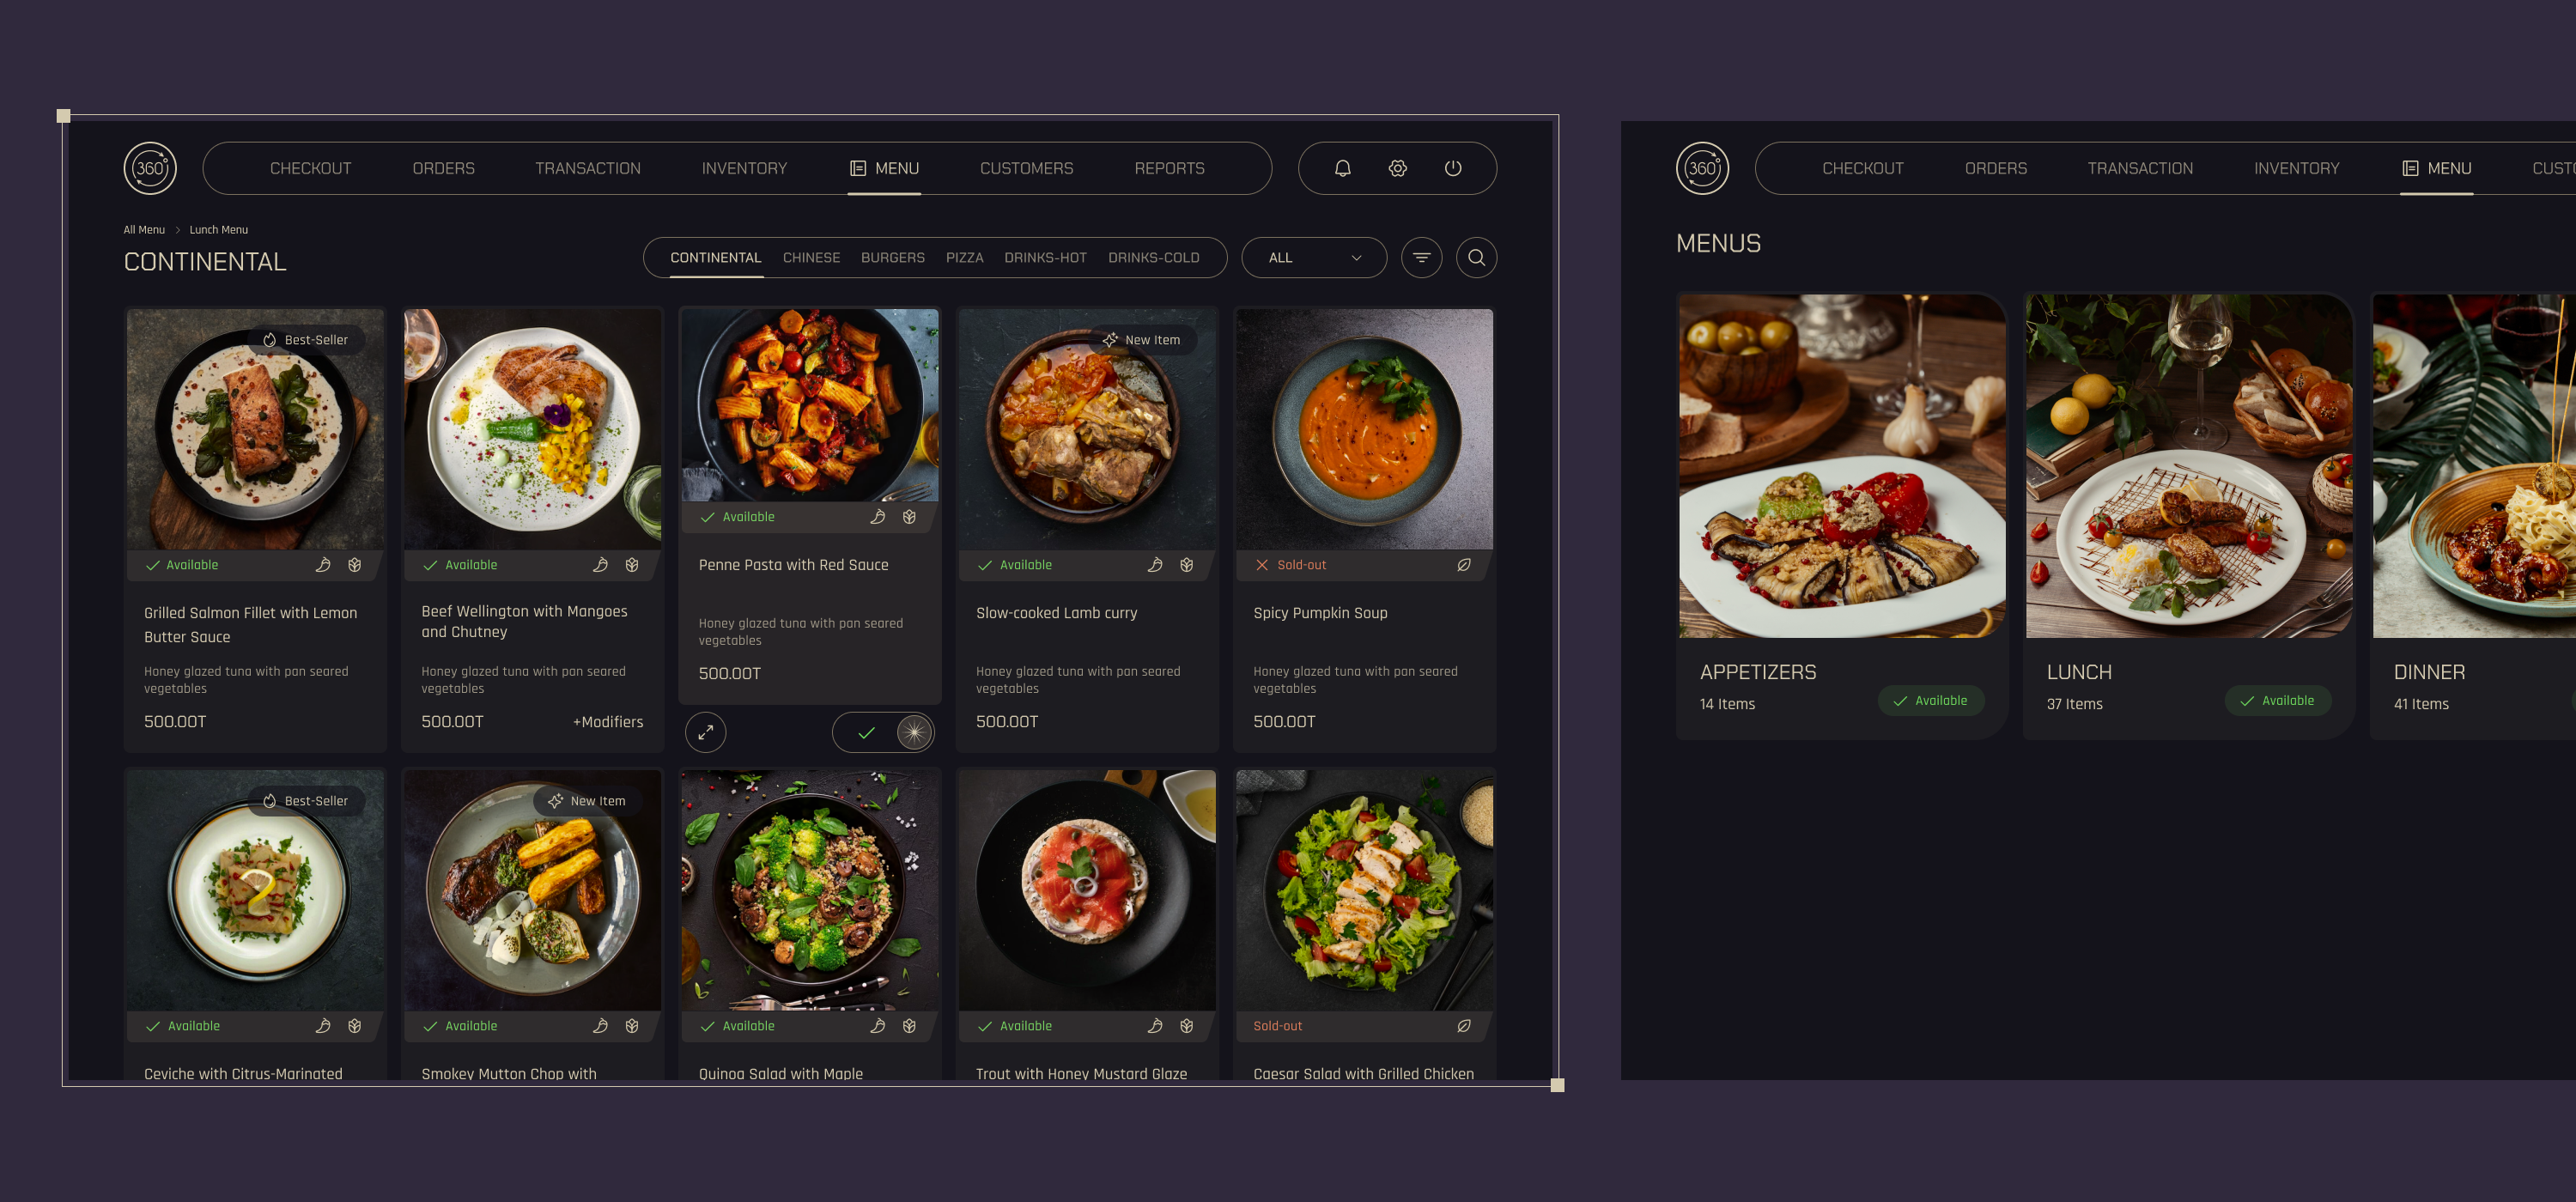 360°
CHECKOUT ORDERS TRANSACTION INVENTORY MENU CUSTOMERS REPORTS
All Menu > Lunch Menu
CONTINENTAL
CONTINENTAL CHINESE BURGERS PIZZA DRINKS-HOT DRINKS-COLD
ALL
Best-Seller
Available
Grilled Salmon Fillet with Lemon
Butter Sauce
Honey glazed tuna with pan seared
vegetables
500.00T
Available
Beef Wellington with Mangoes
and Chutney
Honey glazed tuna with pan seared
vegetables
500.00T +Modifiers
Available
Penne Pasta with Red Sauce
Honey glazed tuna with pan seared
vegetables
500.00T
New Item
Available
Slow-cooked Lamb curry
Honey glazed tuna with pan seared
vegetables
500.00T
Sold-out
Spicy Pumpkin Soup
Honey glazed tuna with pan seared
vegetables
500.00T
Best-Seller
Available
Ceviche with Citrus-Marinated
New Item
Available
Smokey Mutton Chop with
Available
Quinoa Salad with Maple
Available
Trout with Honey Mustard Glaze
Sold-out
Caesar Salad with Grilled Chicken
360°
CHECKOUT ORDERS TRANSACTION INVENTORY MENU CUSTO
MENUS
APPETIZERS
14 Items
Available
LUNCH
37 Items
Available
DINNER
41 Items